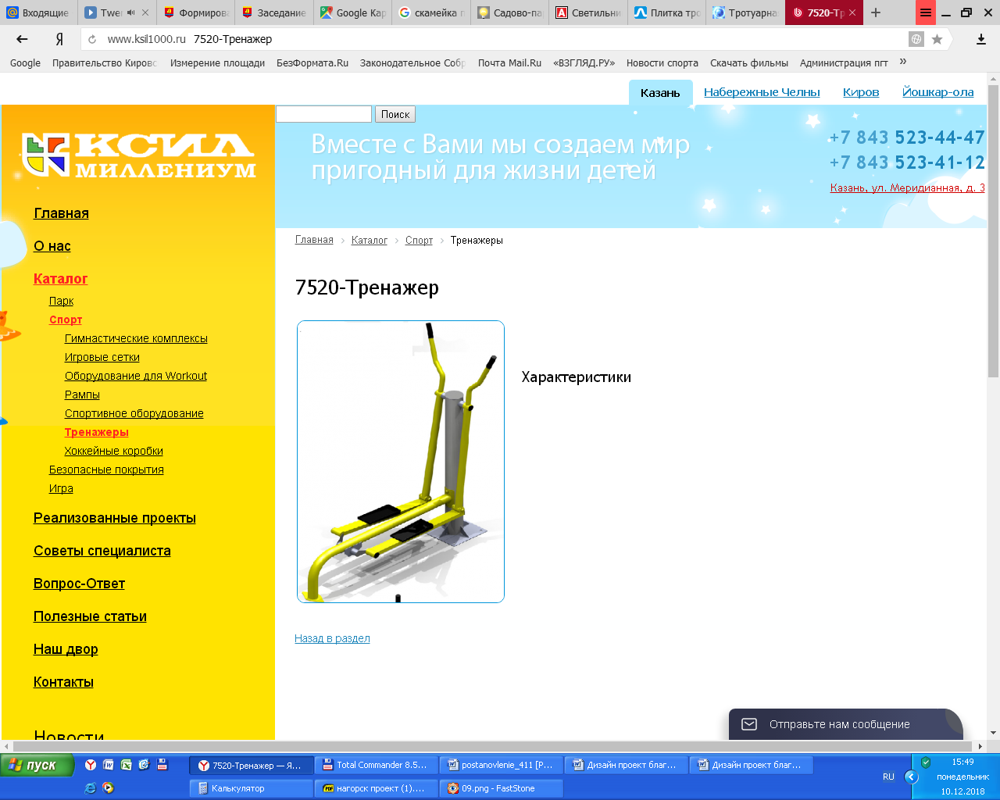 Входящие
Twee
Формирова
Заседание
Google Кар
скамейка п
Садово-па
Светильни
Плитка тро
Тротуарна
7520-Тр
www.ksil1000.ru 7520-Тренажер
Google
Правительство Кировс
Измерение площади
БезФормата.Ru
Законодательное Собр
Почта Mail.Ru
«ВЗГЛЯД.РУ»
Новости спорта
Скачать фильмы
Администрация пгт
»
Казань
Набережные Челны
Киров
Йошкар-ола
Поиск
КСИЛ
МИЛЛЕНИУМ
Вместе с Вами мы создаем мир
пригодный для жизни детей
+7 843 523-44-47
+7 843 523-41-12
Казань, ул. Меридианная, д. 3
Главная
О нас
Каталог
Парк
Спорт
Гимнастические комплексы
Игровые сетки
Оборудование для Workout
Рампы
Спортивное оборудование
Тренажеры
Хоккейные коробки
Безопасные покрытия
Игра
Реализованные проекты
Советы специалиста
Вопрос-Ответ
Полезные статьи
Наш двор
Контакты
Новости
Главная › Каталог › Спорт › Тренажеры
7520-Тренажер
Характеристики
Назад в раздел
Отправьте нам сообщение
пуск
7520-Тренажер — Я...
Total Commander 8.5...
postanovlenie_411 [Р...
Дизайн проект благ...
Дизайн проект благ...
Калькулятор
нагорск проект (1)....
09.png - FastStone
RU
15:49
понедельник
10.12.2018